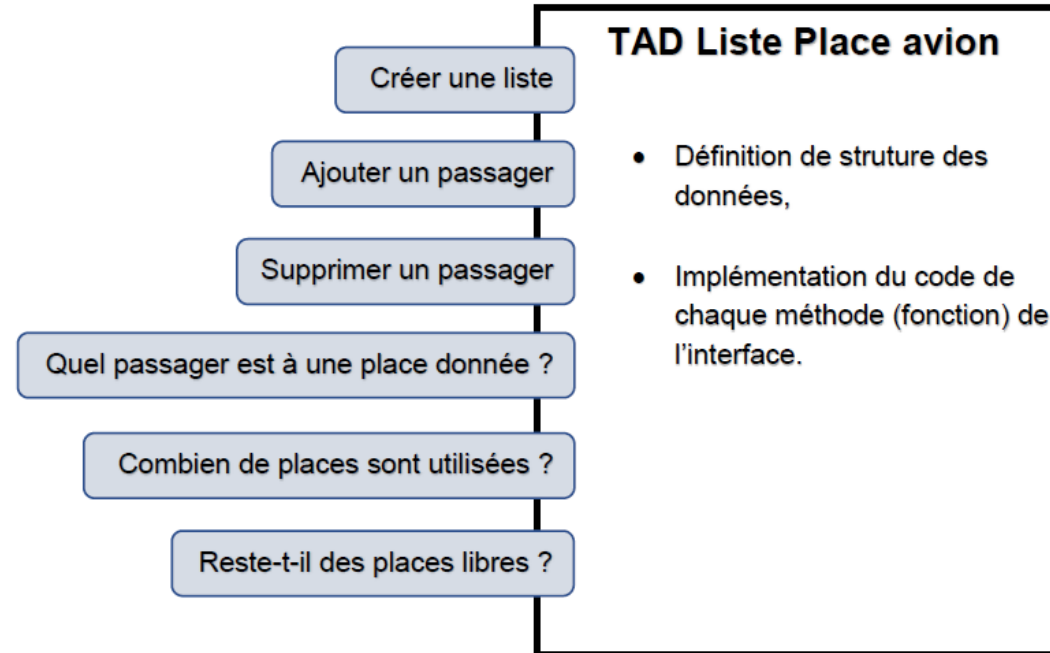 TAD Liste Place avion
Créer une liste
Ajouter un passager
Supprimer un passager
Quel passager est à une place donnée ?
Combien de places sont utilisées ?
Reste-t-il des places libres ?
• Définition de struture des
données,
• Implémentation du code de
chaque méthode (fonction) de
l’interface.